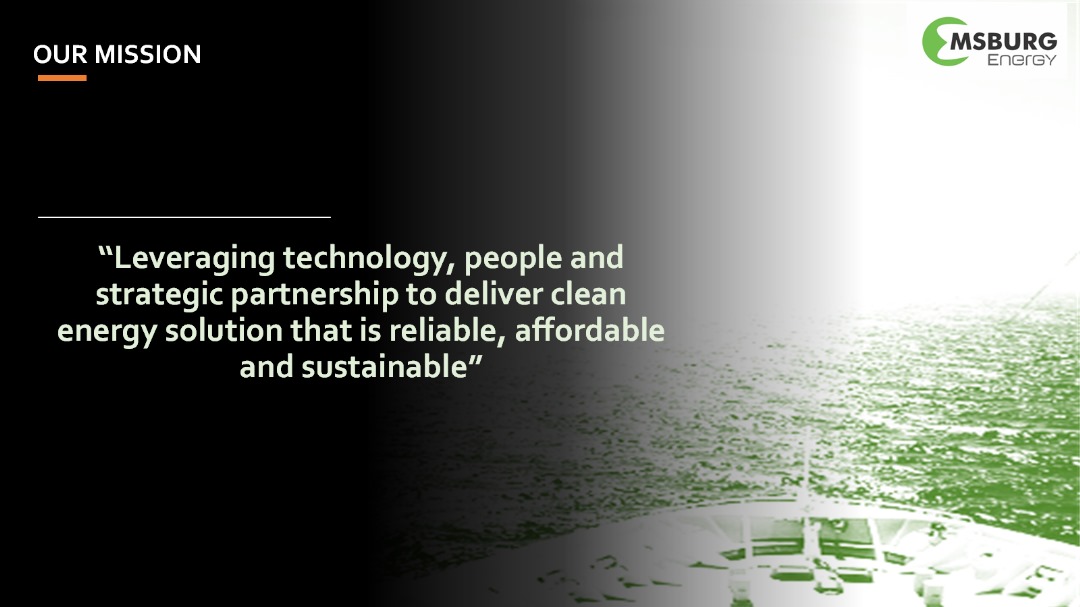 OUR MISSION
EMSBURG
Energy
“Leveraging technology, people and
strategic partnership to deliver clean
energy solution that is reliable, affordable
and sustainable”